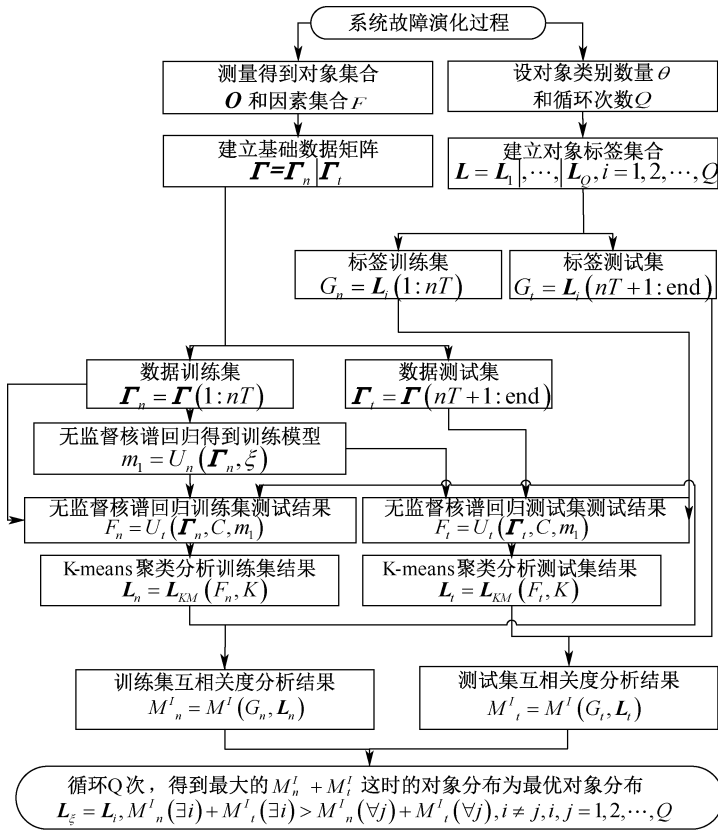 系统故障演化过程
测量得到对象集合
O 和因素集合F
设对象类别数量θ
和循环次数Q
建立基础数据矩阵
Γ=Γn|Γt
建立对象标签集合
L = L1|,⋯,|LQ, i = 1, 2, ⋯, Q
标签训练集
Gn = Li(1:nT)
标签测试集
Gt = Li(nT+1:end)
数据训练集
Γn = Γ(1:nT)
数据测试集
Γt = Γ(nT+1:end)
无监督核谱回归得到训练模型
m1 = Un(Γn, ξ)
无监督核谱回归训练集测试结果
Fn = Ut(Γn, C, m1)
无监督核谱回归测试集测试结果
Ft = Ut(Γt, C, m1)
K-means聚类分析训练集结果
Ln = LKM(Fn, K)
K-means聚类分析测试集结果
Lt = LKM(Ft, K)
训练集互相关度分析结果
M^I_n = M^I(Gn, Ln)
测试集互相关度分析结果
M^I_t = M^I(Gt, Lt)
循环Q次，得到最大的 M^I_n + M^I_t 这时的对象分布为最优对象分布
Lξ = Li, M^I_n(∃i) + M^I_t(∃i) > M^I_n(∀j) + M^I_t(∀j), i ≠ j, i, j = 1, 2, ⋯, Q